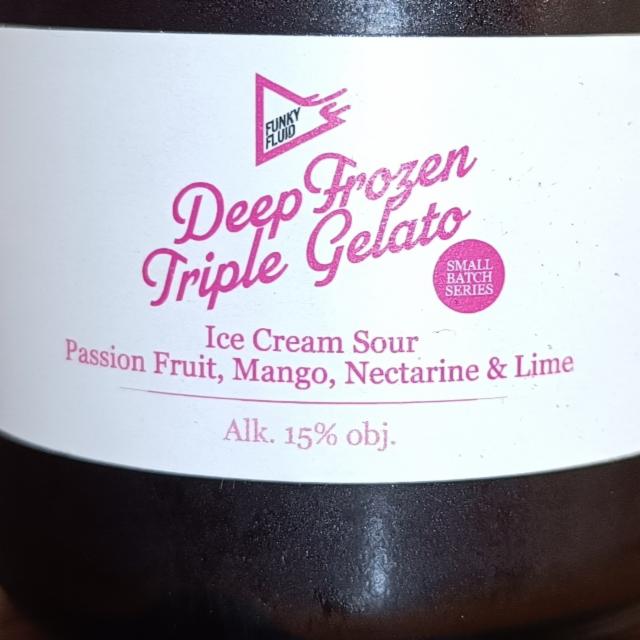 FUNKY
FLUID
Deep Frozen
Triple Gelato
SMALL
BATCH
SERIES
Ice Cream Sour
Passion Fruit, Mango, Nectarine & Lime
Alk. 15% obj.